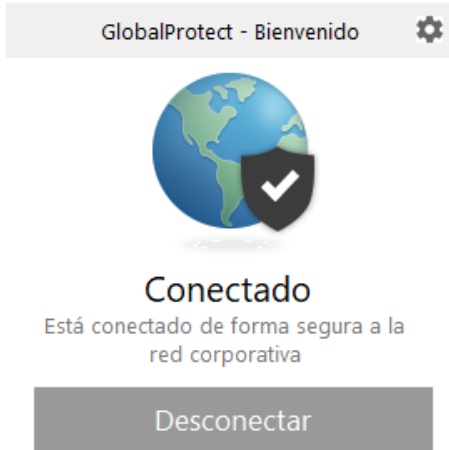 GlobalProtect - Bienvenido
Conectado
Está conectado de forma segura a la
red corporativa
Desconectar